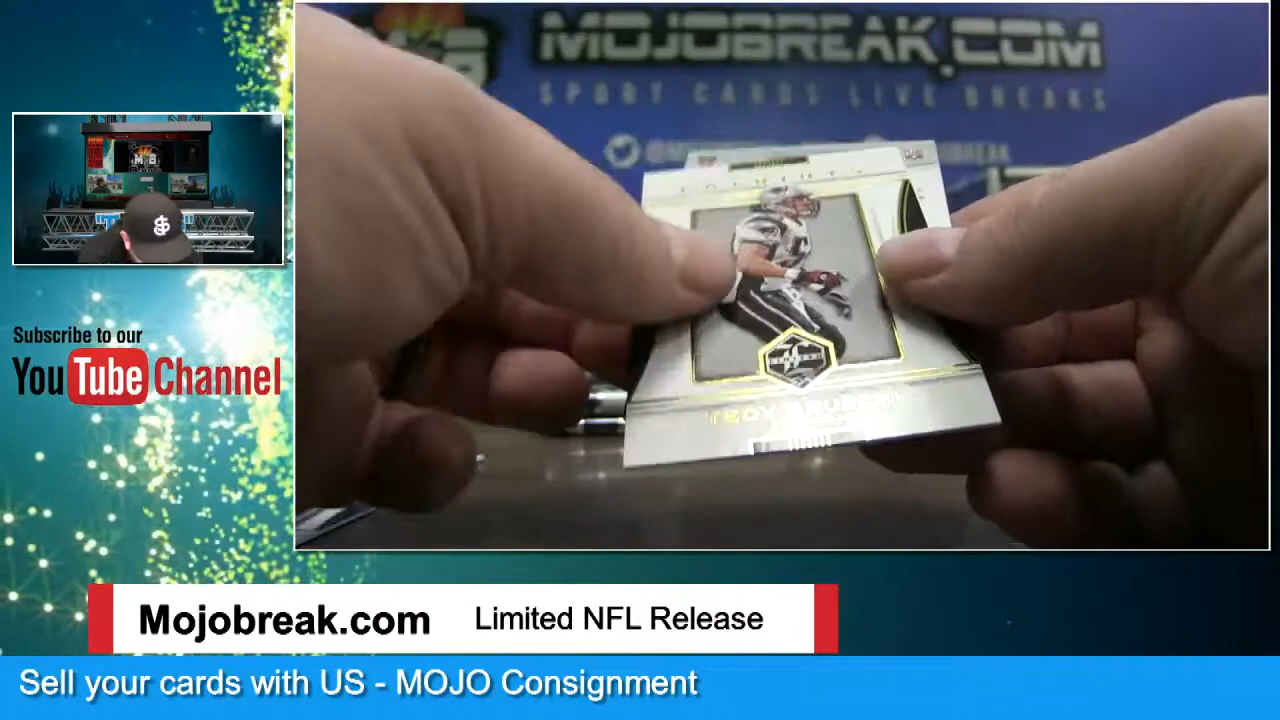 MOJOBREAK.COM
SPORT CARDS LIVE BREAKS
Subscribe to our
YouTube Channel
Mojobreak.com Limited NFL Release
Sell your cards with US - MOJO Consignment